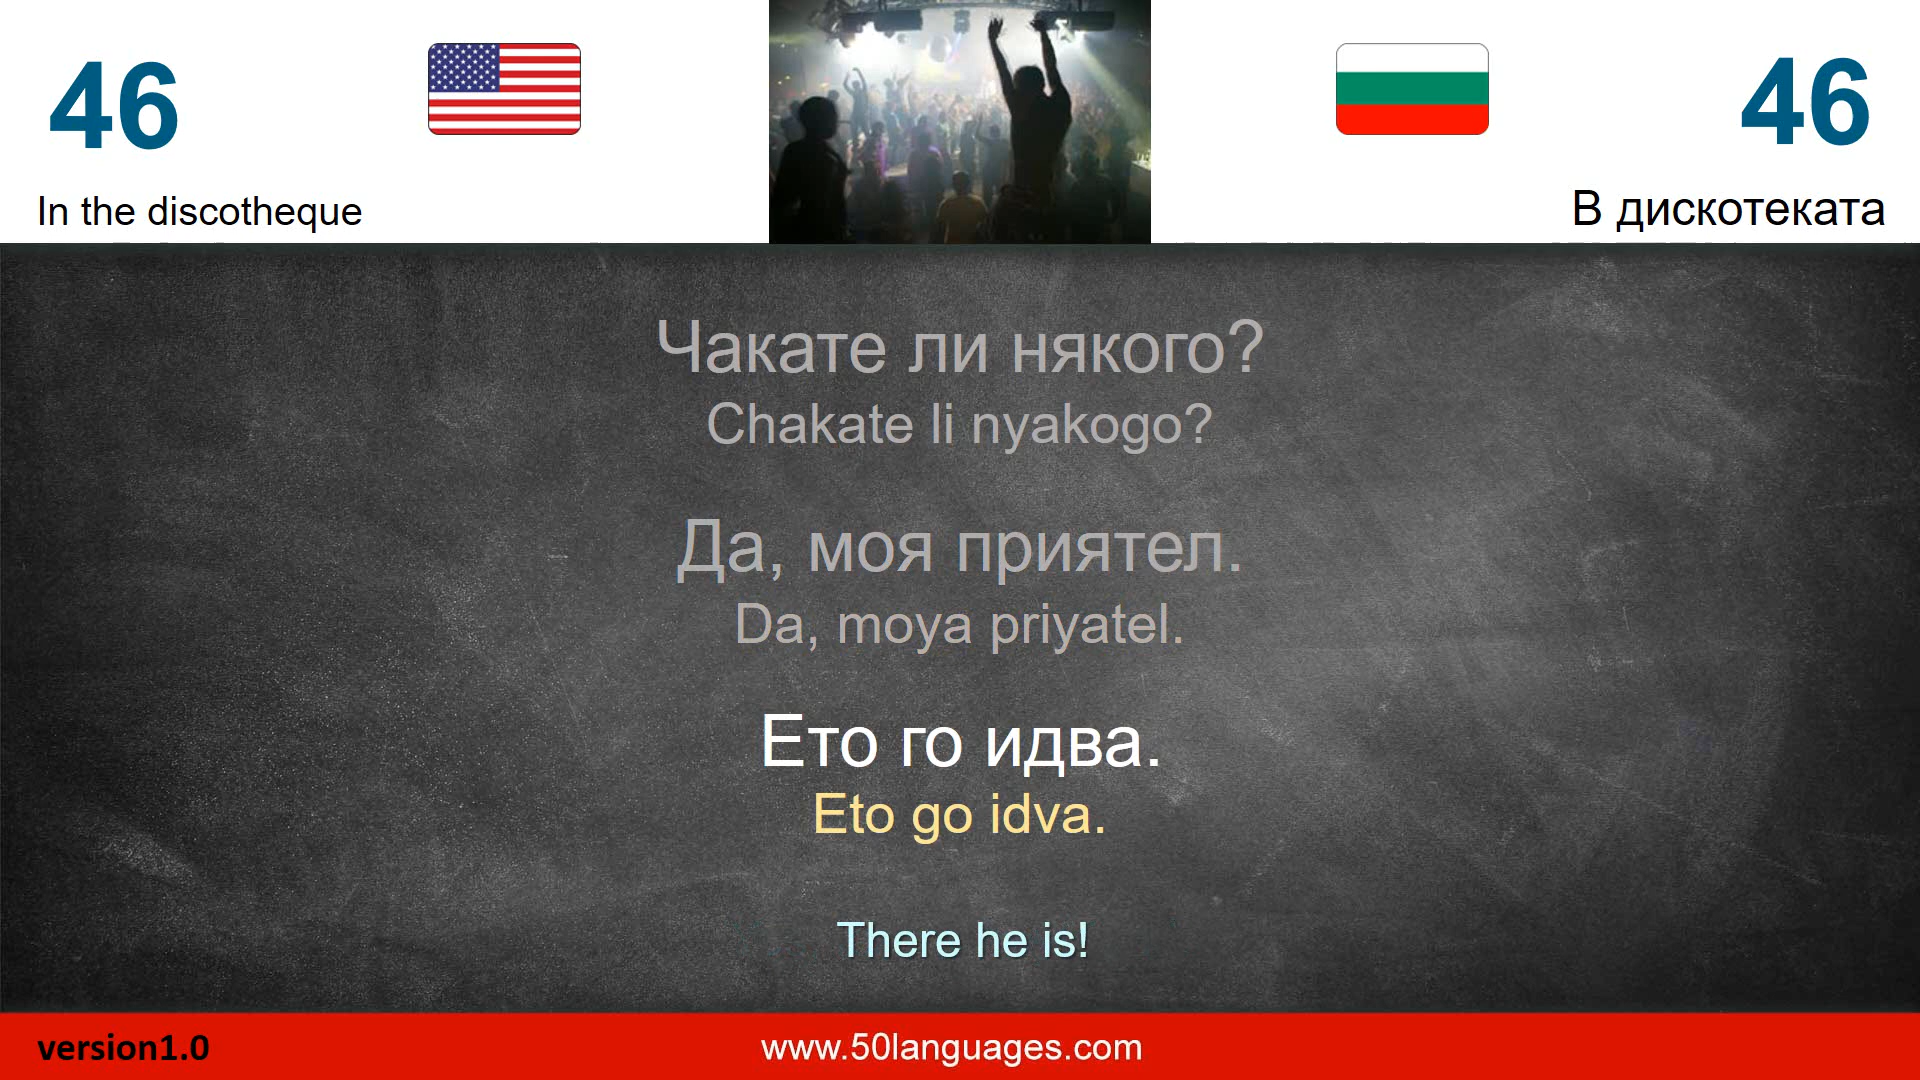 46
46
In the discotheque
В дискотеката
Чакате ли някого?
Chakate li nyakogo?
Да, моя приятел.
Da, moya priyatel.
Ето го идва.
Eto go idva.
There he is!
version1.0
www.50languages.com